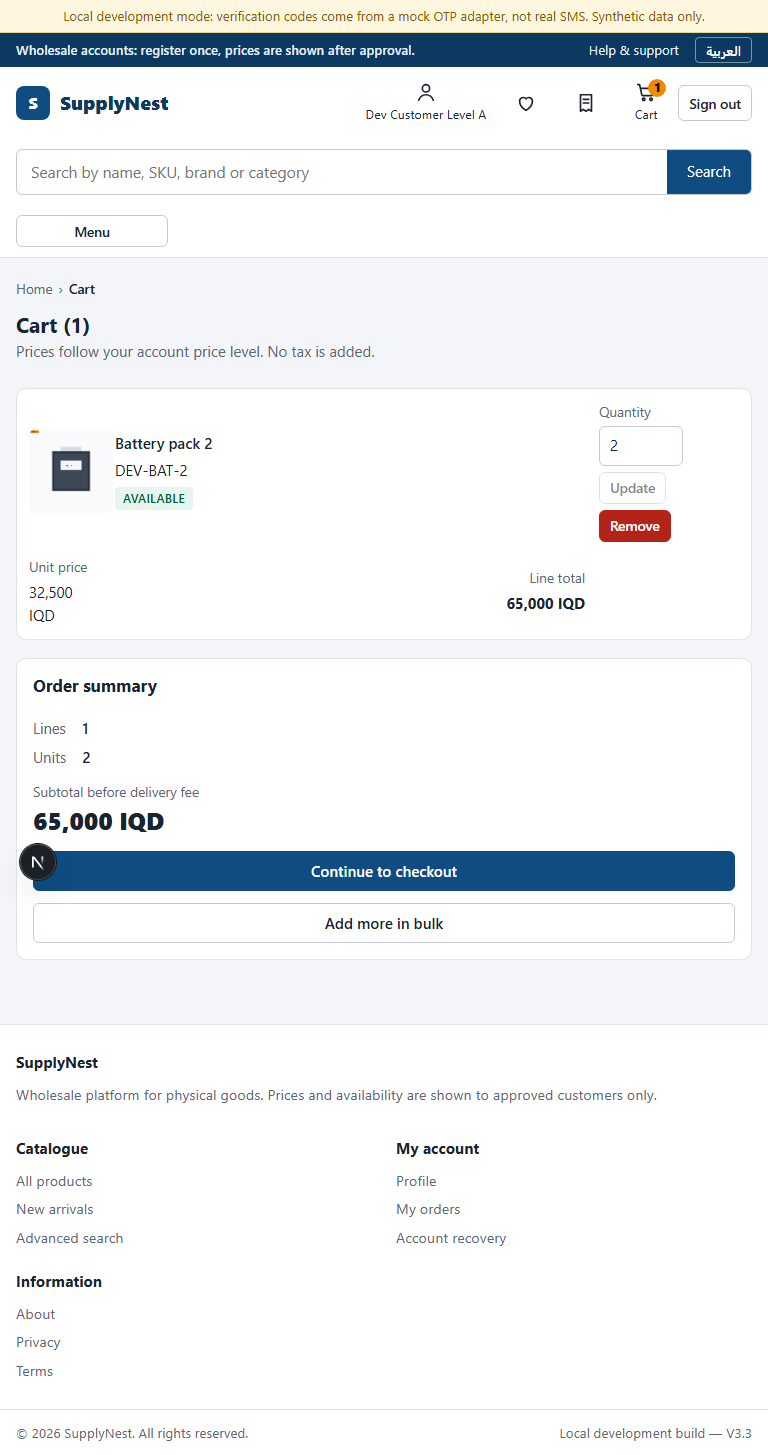 Local development mode: verification codes come from a mock OTP adapter, not real SMS. Synthetic data only.
Wholesale accounts: register once, prices are shown after approval.
Help & support
العربية
S
SupplyNest
Dev Customer Level A
1
Cart
Sign out
Search by name, SKU, brand or category
Search
Menu
Home › Cart
Cart (1)
Prices follow your account price level. No tax is added.
Battery pack 2
DEV-BAT-2
AVAILABLE
Quantity
2
Update
Remove
Unit price
32,500
IQD
Line total
65,000 IQD
Order summary
Lines 1
Units 2
Subtotal before delivery fee
65,000 IQD
N
Continue to checkout
Add more in bulk
SupplyNest
Wholesale platform for physical goods. Prices and availability are shown to approved customers only.
Catalogue
All products
New arrivals
Advanced search
My account
Profile
My orders
Account recovery
Information
About
Privacy
Terms
© 2026 SupplyNest. All rights reserved.
Local development build — V3.3